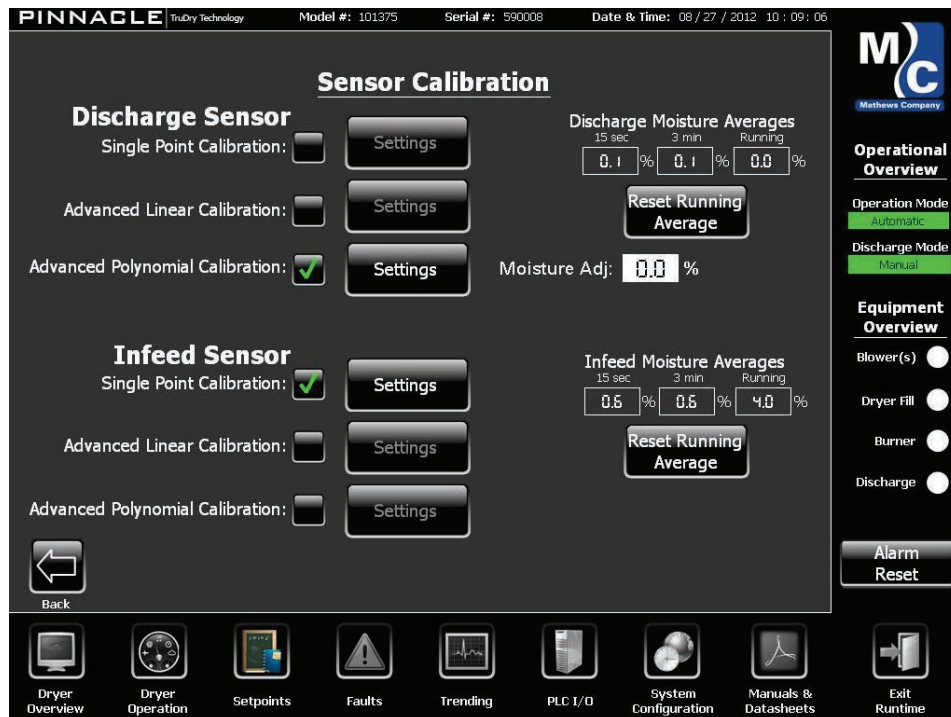 PINNACLE TruDry Technology Model #: 101375 Serial #: 590008 Date & Time: 08/27/2012 10:09:06
MC
Mathews Company
Sensor Calibration
Discharge Sensor
Single Point Calibration: Settings
Advanced Linear Calibration: Settings
Advanced Polynomial Calibration: Settings
Discharge Moisture Averages
15 sec 3 min Running
0.1 % 0.1 % 0.0 %
Reset Running
Average
Moisture Adj: 0.0 %
Infeed Sensor
Single Point Calibration: Settings
Advanced Linear Calibration: Settings
Advanced Polynomial Calibration: Settings
Infeed Moisture Averages
15 sec 3 min Running
0.6 % 0.6 % 4.0 %
Reset Running
Average
Back
Operational
Overview
Operation Mode
Automatic
Discharge Mode
Manual
Equipment
Overview
Blower(s)
Dryer Fill
Burner
Discharge
Alarm
Reset
Dryer
Overview
Dryer
Operation
Setpoints
Faults
Trending
PLC I/O
System
Configuration
Manuals &
Datasheets
Exit
Runtime